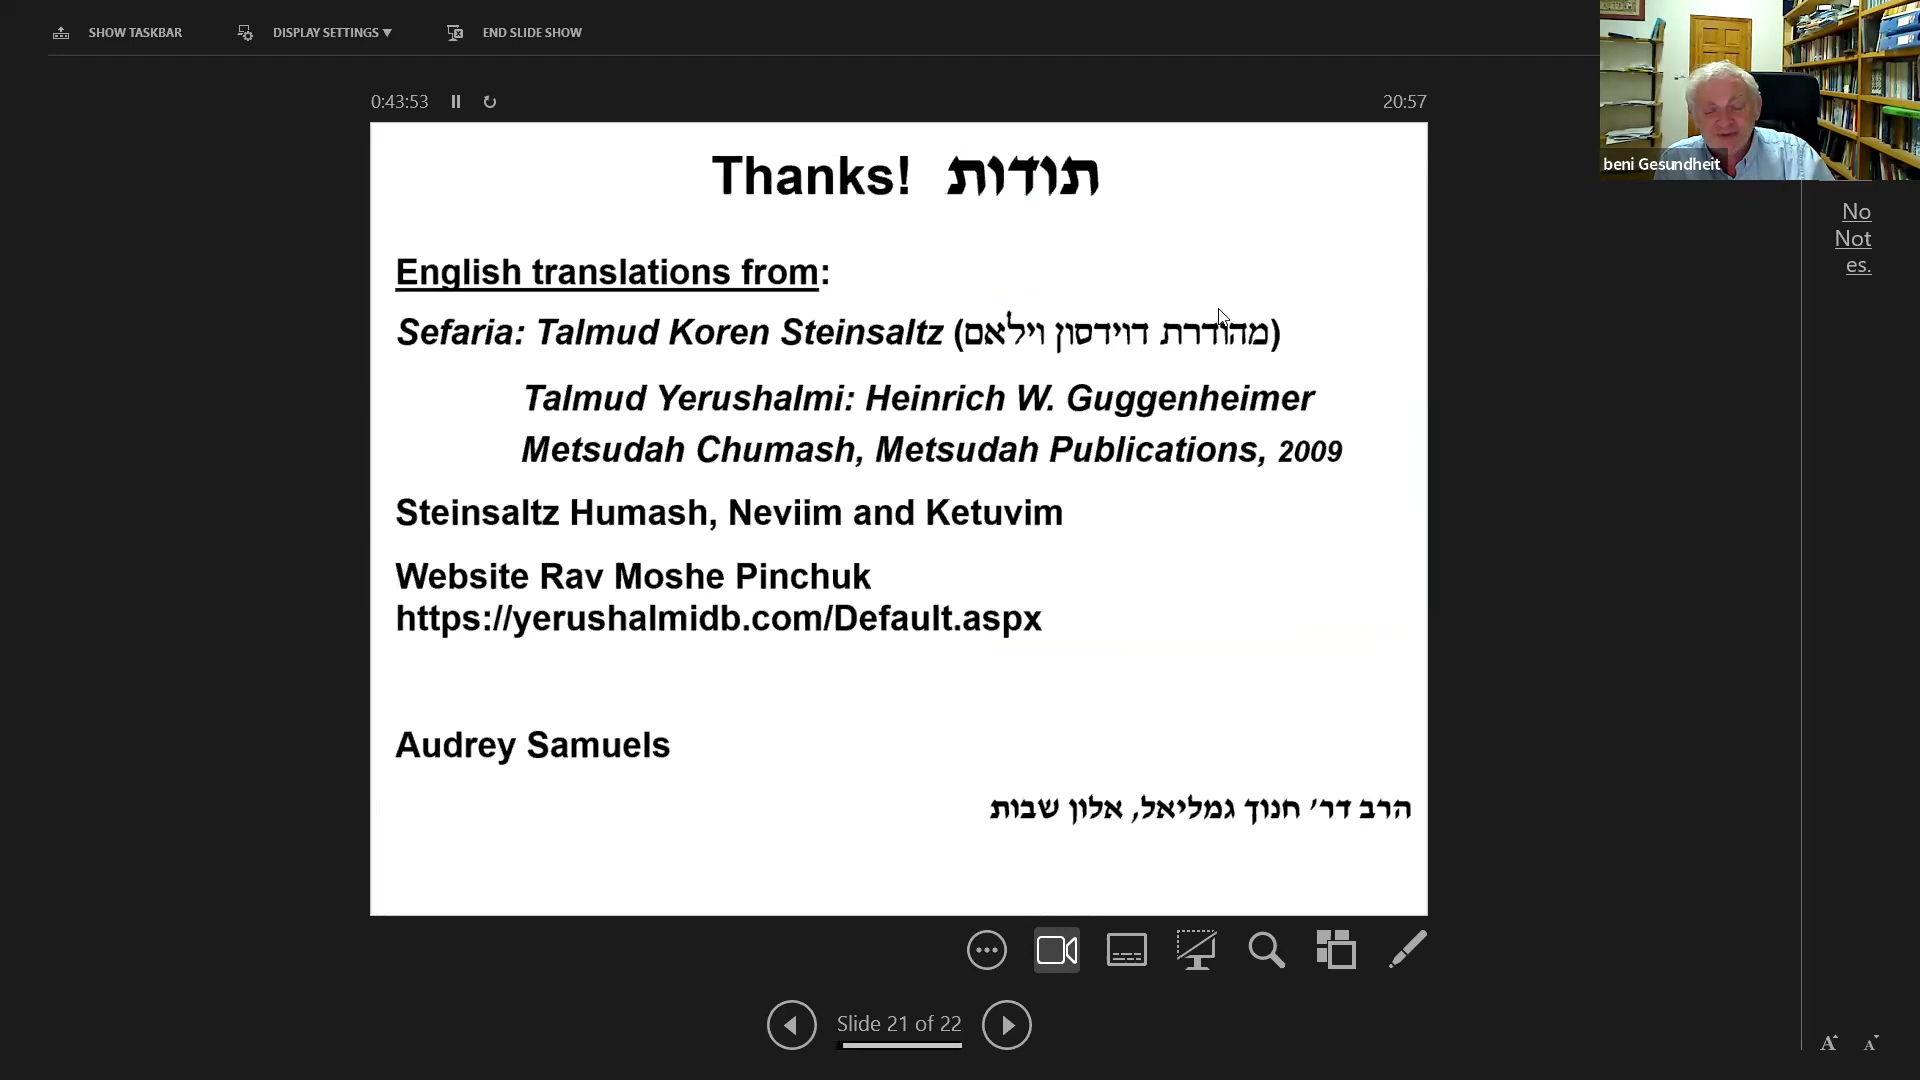 SHOW TASKBAR
DISPLAY SETTINGS ▼
END SLIDE SHOW
0:43:53
20:57
beni Gesundheit
Thanks! תודות
English translations from:
Sefaria: Talmud Koren Steinsaltz (מהודרת דוידסון וילאם)
Talmud Yerushalmi: Heinrich W. Guggenheimer
Metsudah Chumash, Metsudah Publications, 2009
Steinsaltz Humash, Neviim and Ketuvim
Website Rav Moshe Pinchuk
https://yerushalmidb.com/Default.aspx
Audrey Samuels
הרב דר׳ חנוך גמליאל, אלון שבות
No
Not
es.
Slide 21 of 22
A A